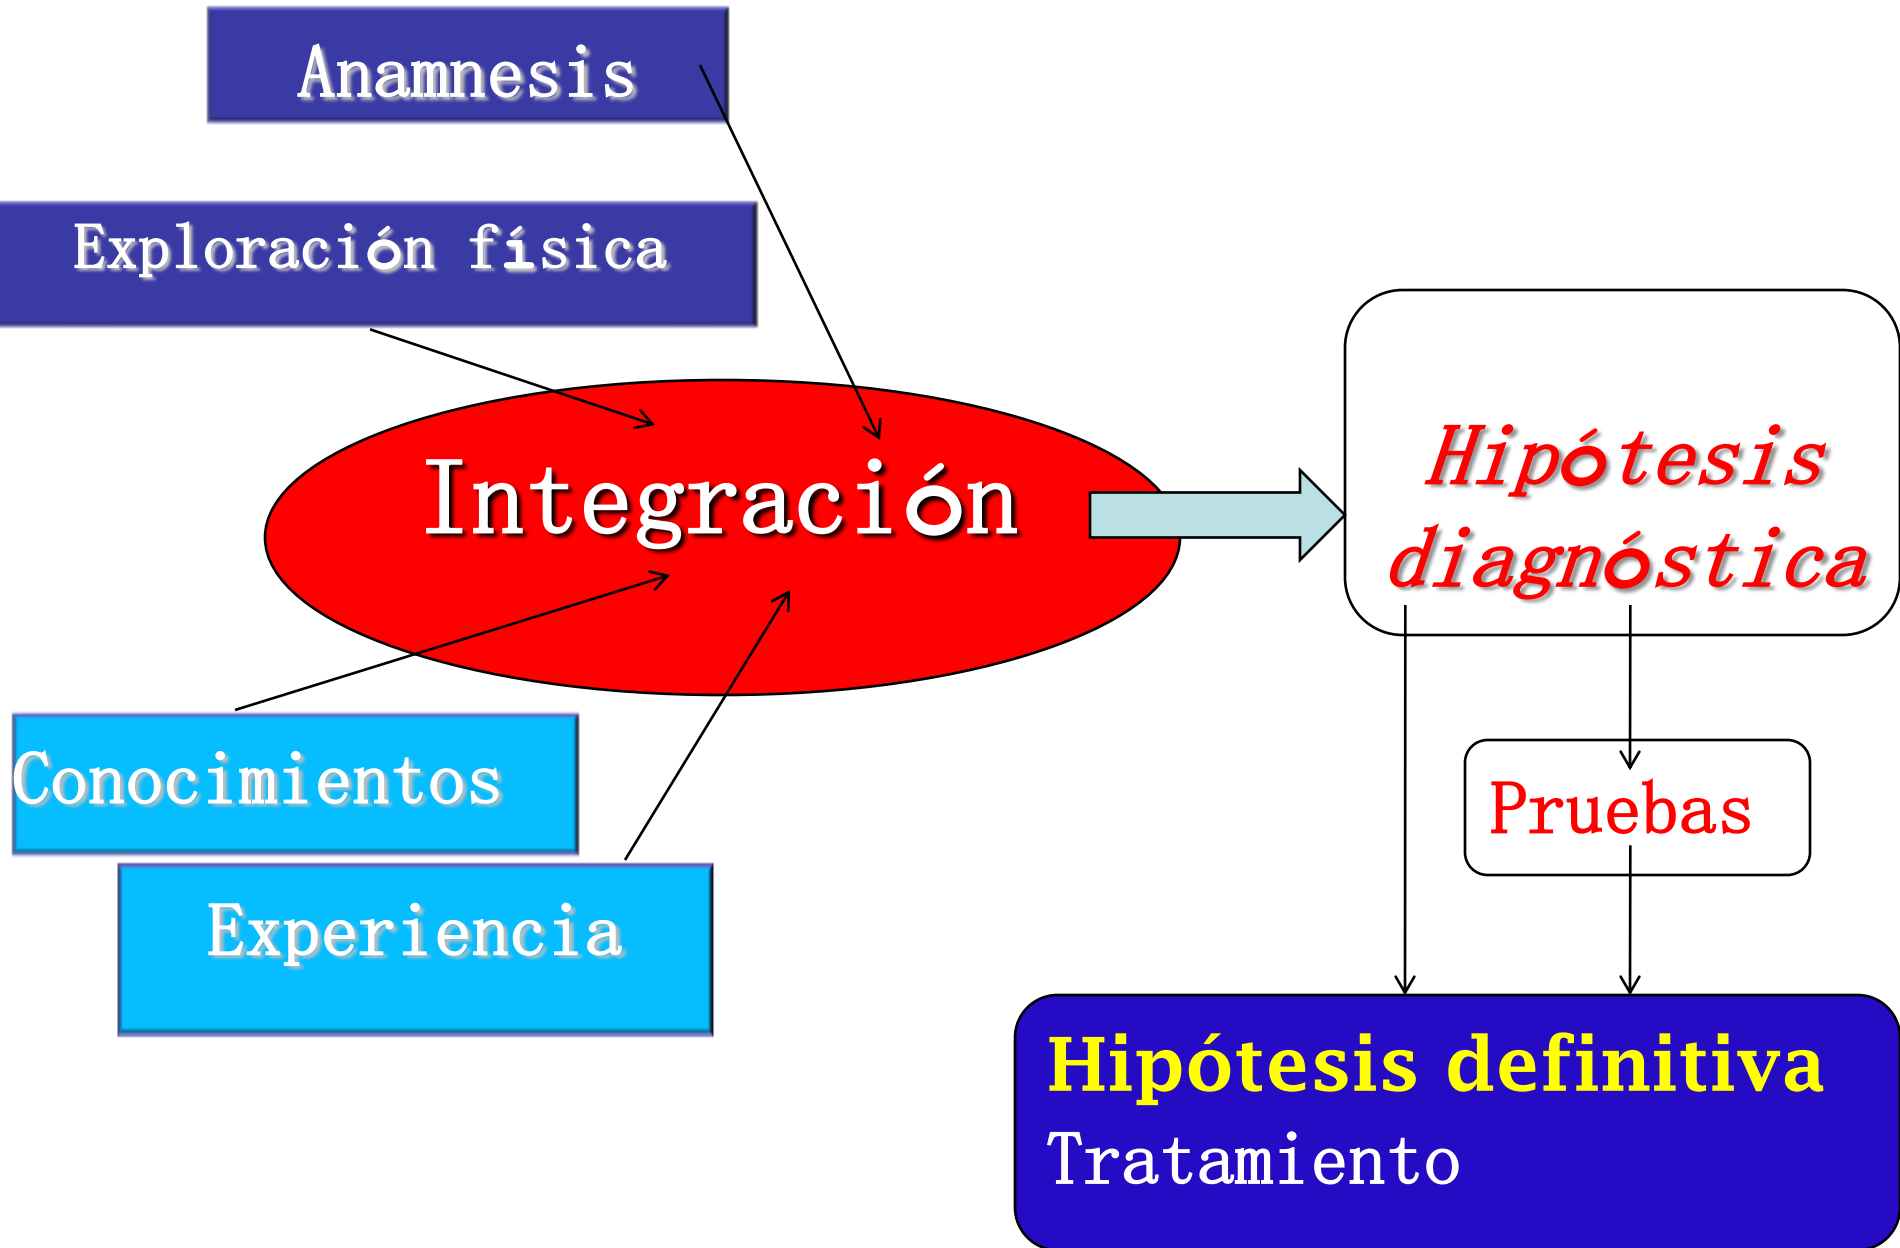 Anamnesis
Exploración física
Integración
Hipótesis
diagnóstica
Conocimientos
Pruebas
Experiencia
Hipótesis definitiva
Tratamiento